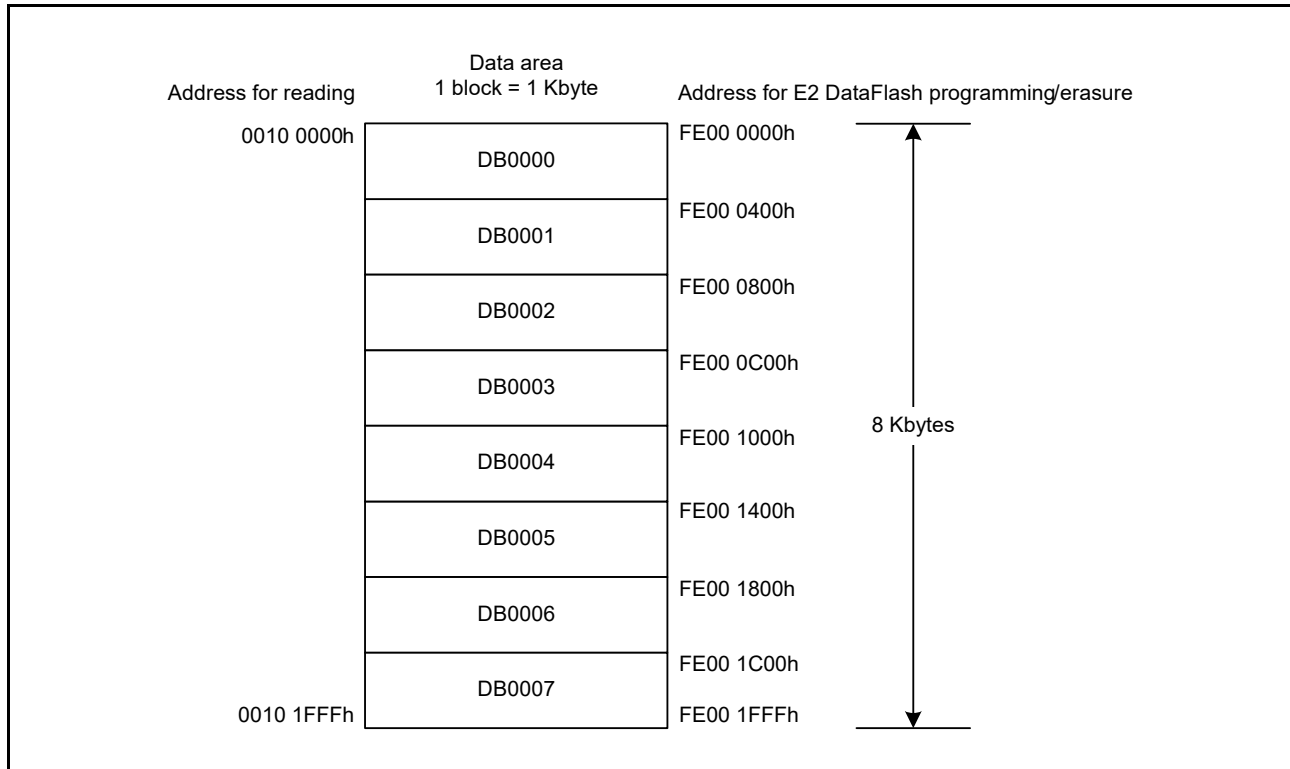 Data area
1 block = 1 Kbyte
Address for reading
Address for E2 DataFlash programming/erasure
0010 0000h
FE00 0000h
DB0000
FE00 0400h
DB0001
FE00 0800h
DB0002
FE00 0C00h
DB0003
FE00 1000h
8 Kbytes
DB0004
FE00 1400h
DB0005
FE00 1800h
DB0006
FE00 1C00h
DB0007
0010 1FFFh
FE00 1FFFh